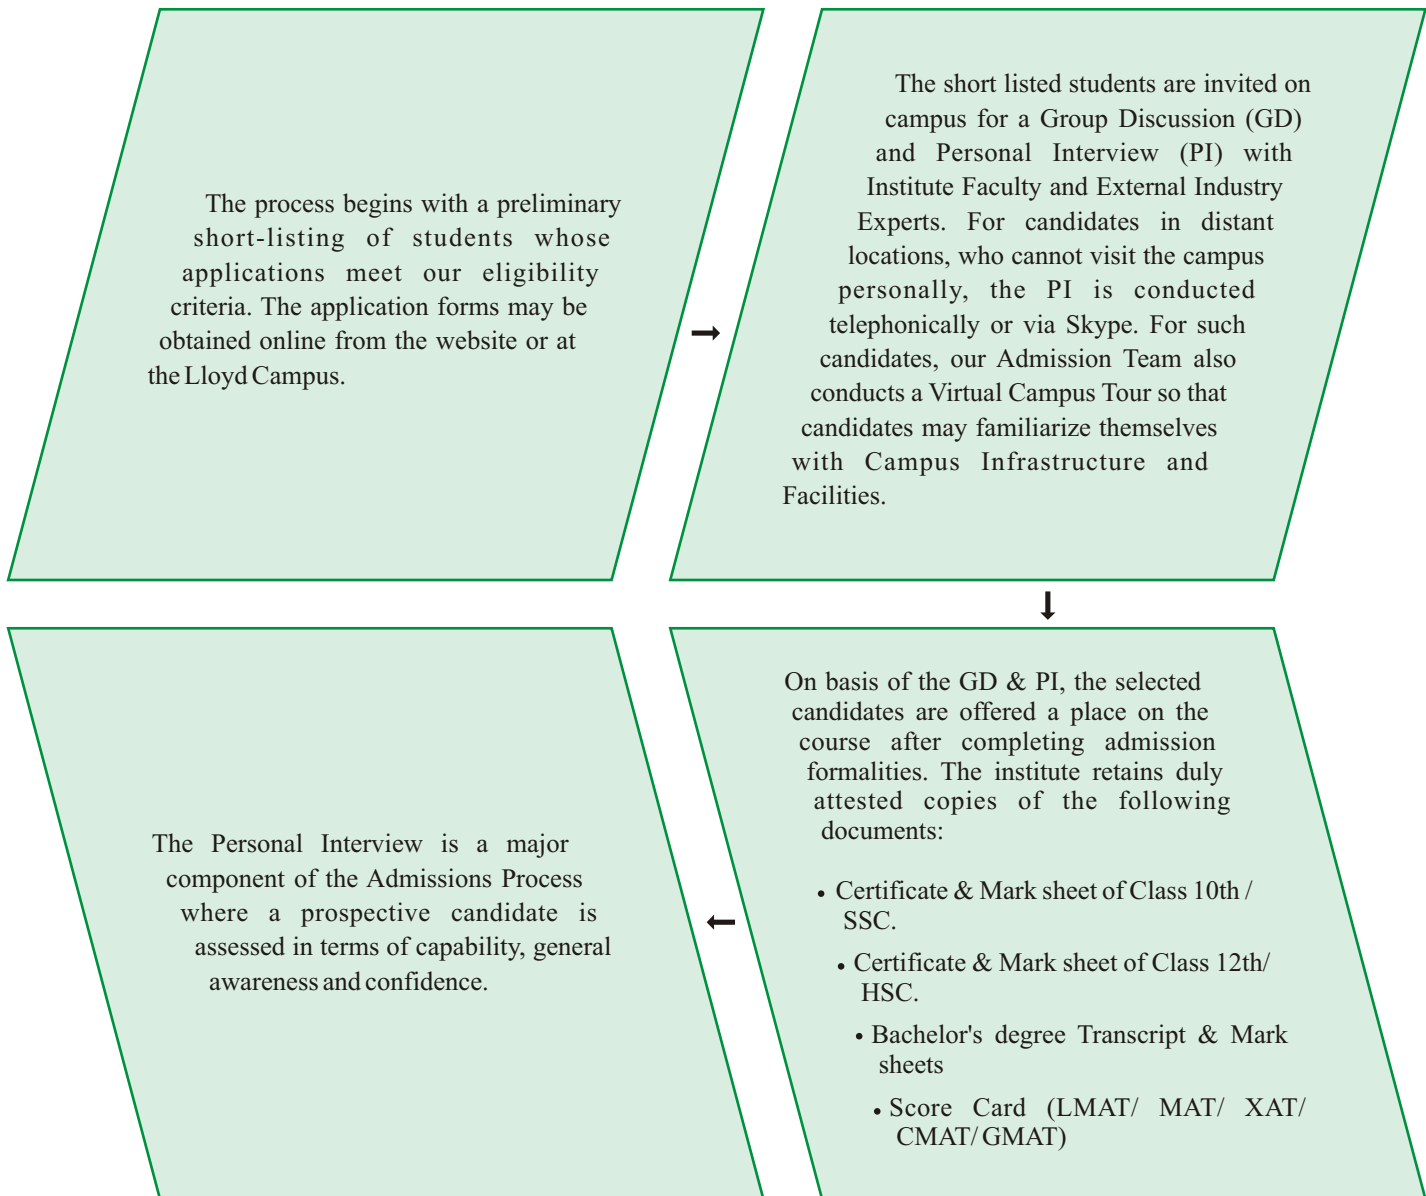 The process begins with a preliminary
short-listing of students whose
applications meet our eligibility
criteria. The application forms may be
obtained online from the website or at
the Lloyd Campus.
The short listed students are invited on
campus for a Group Discussion (GD)
and Personal Interview (PI) with
Institute Faculty and External Industry
Experts. For candidates in distant
locations, who cannot visit the campus
personally, the PI is conducted
telephonically or via Skype. For such
candidates, our Admission Team also
conducts a Virtual Campus Tour so that
candidates may familiarize themselves
with Campus Infrastructure and
Facilities.
On basis of the GD & PI, the selected
candidates are offered a place on the
course after completing admission
formalities. The institute retains duly
attested copies of the following
documents:
• Certificate & Mark sheet of Class 10th /
SSC.
• Certificate & Mark sheet of Class 12th/
HSC.
• Bachelor's degree Transcript & Mark
sheets
• Score Card (LMAT/ MAT/ XAT/
CMAT/ GMAT)
The Personal Interview is a major
component of the Admissions Process
where a prospective candidate is
assessed in terms of capability, general
awareness and confidence.